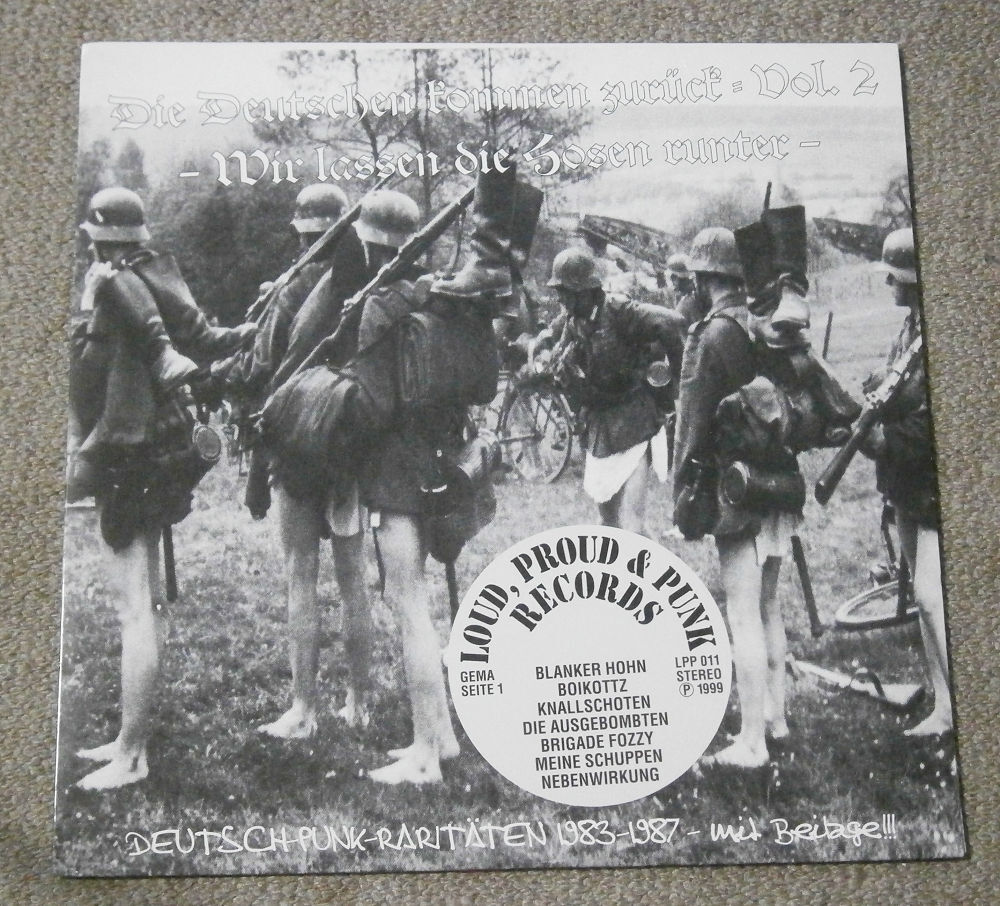 Die Deutschen kommen zurück - Vol. 2
- Wir lassen die Hosen runter -
LOUD, PROUD & PUNK
RECORDS
GEMA
SEITE 1
LPP 011
STEREO
Ⓟ 1999
BLANKER HOHN
BOIKOTTZ
KNALLSCHOTEN
DIE AUSGEBOMBTEN
BRIGADE FOZZY
MEINE SCHUPPEN
NEBENWIRKUNG
DEUTSCH-PUNK-RARITÄTEN 1983-1987 - mit Beilage!!!